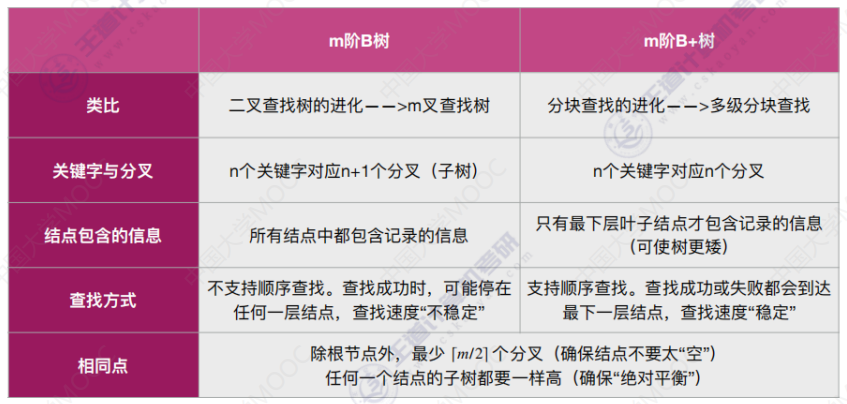 m阶B树
m阶B+树
类比
二叉查找树的进化——>m叉查找树
分块查找的进化——>多级分块查找
关键字与分叉
n个关键字对应n+1个分叉（子树）
n个关键字对应n个分叉
结点包含的信息
所有结点中都包含记录的信息
只有最下层叶子结点才包含记录的信息
（可使树更矮）
查找方式
不支持顺序查找。查找成功时，可能停在
任何一层结点，查找速度“不稳定”
支持顺序查找。查找成功或失败都会到达
最下一层结点，查找速度“稳定”
相同点
除根节点外，最少 ⌈m/2⌉ 个分叉（确保结点不要太“空”）
任何一个结点的子树都要一样高（确保“绝对平衡”）